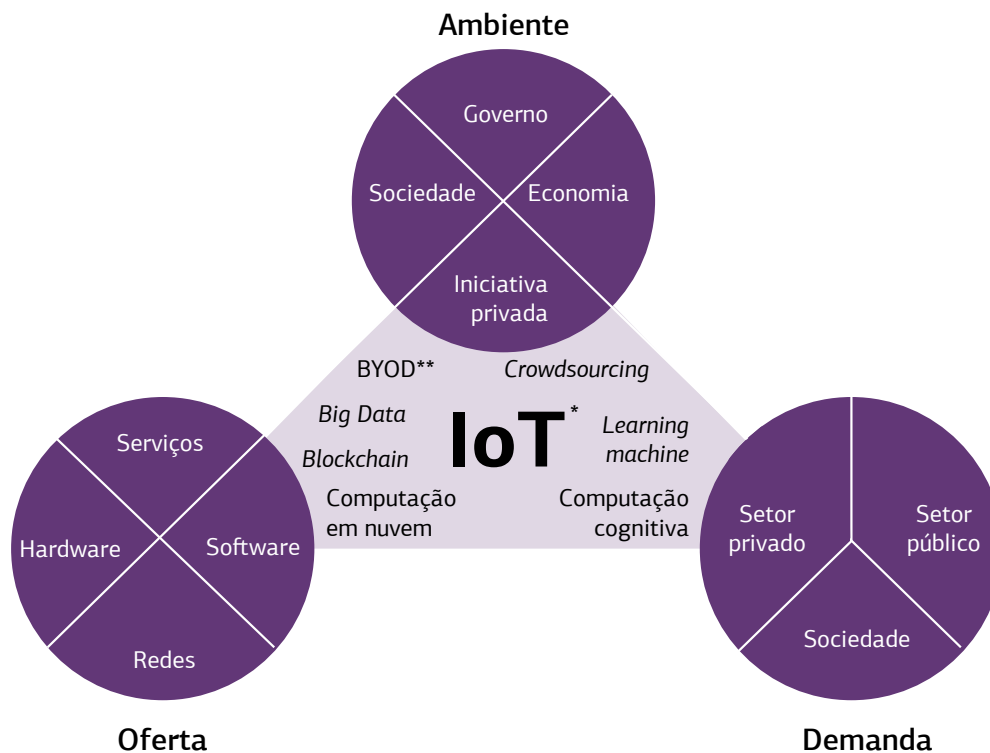 Ambiente
Governo
Sociedade
Economia
Iniciativa
privada
BYOD**
Crowdsourcing
Big Data
IoT*
Learning
machine
Blockchain
Computação
em nuvem
Computação
cognitiva
Serviços
Hardware
Software
Redes
Oferta
Setor
privado
Setor
público
Sociedade
Demanda